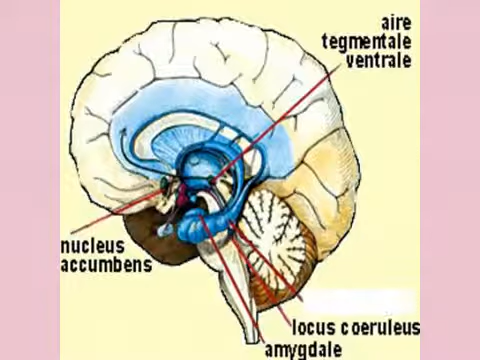 aire
tegmentale
ventrale
nucleus
accumbens
locus coeruleus
amygdale